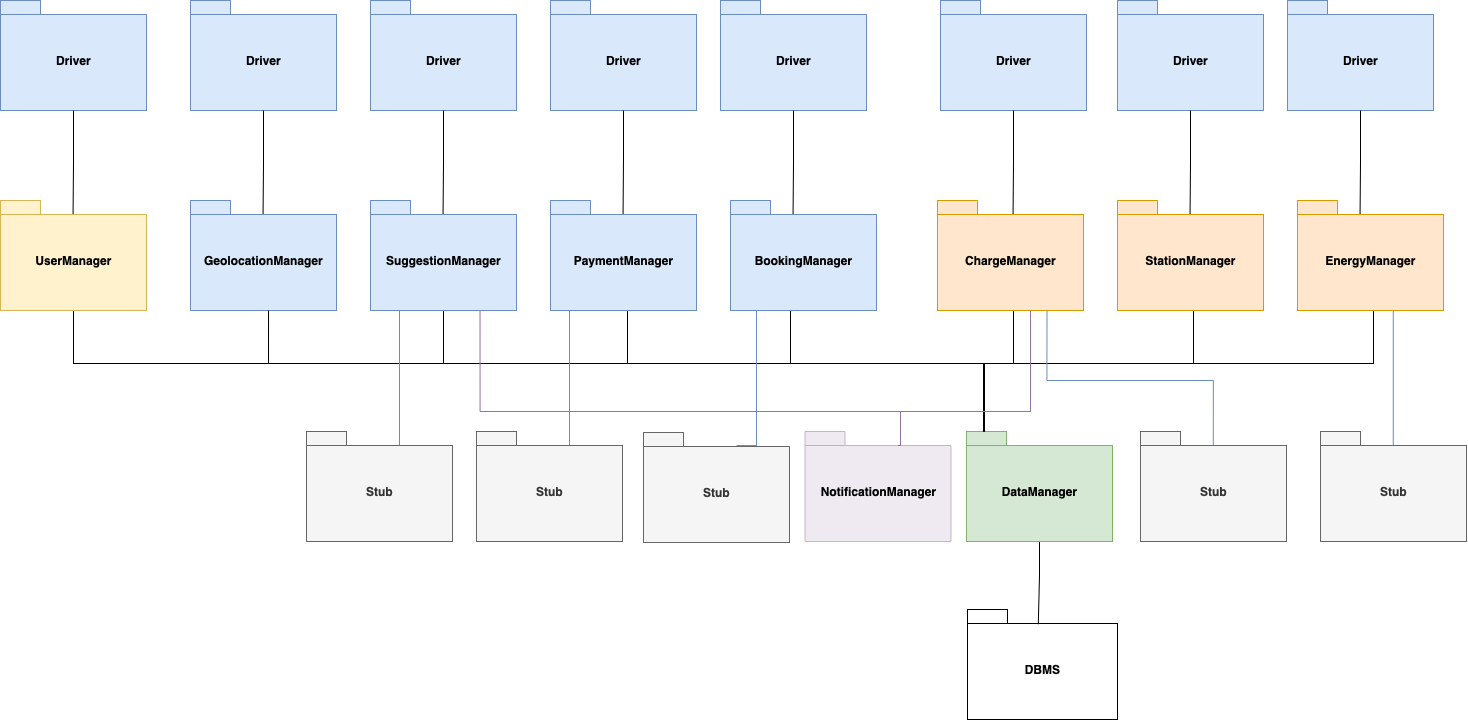 Driver
Driver
Driver
Driver
Driver
Driver
Driver
Driver
UserManager
GeolocationManager
SuggestionManager
PaymentManager
BookingManager
ChargeManager
StationManager
EnergyManager
Stub
Stub
Stub
NotificationManager
DataManager
Stub
Stub
DBMS